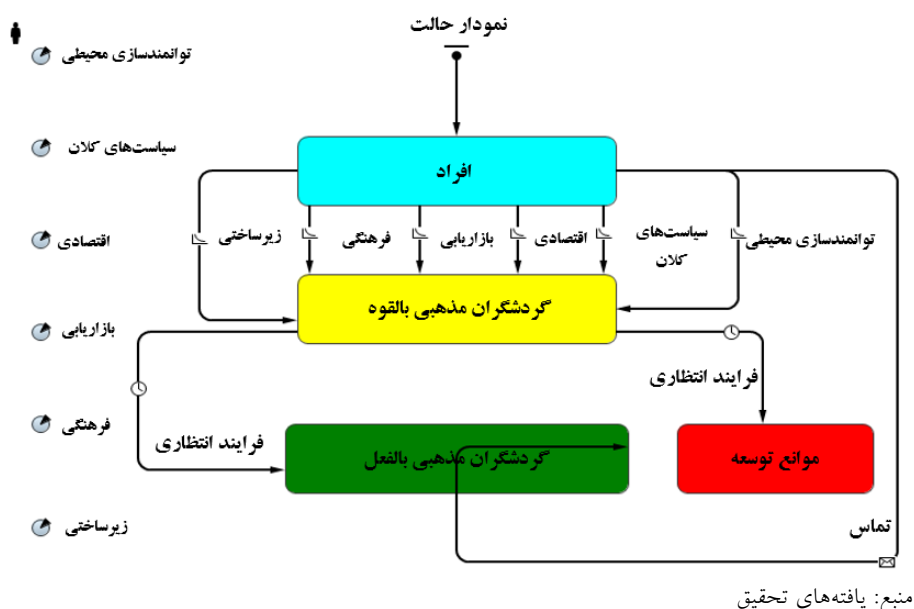 نمودار حالت
توانمندسازی محیطی
سیاست‌های کلان
اقتصادی
بازاریابی
فرهنگی
زیرساختی
افراد
توانمندسازی محیطی
سیاست‌های
کلان
اقتصادی
بازاریابی
فرهنگی
زیرساختی
گردشگران مذهبی بالقوه
فرایند انتظاری
فرایند انتظاری
موانع توسعه
گردشگران مذهبی بالفعل
تماس
منبع: یافته‌های تحقیق